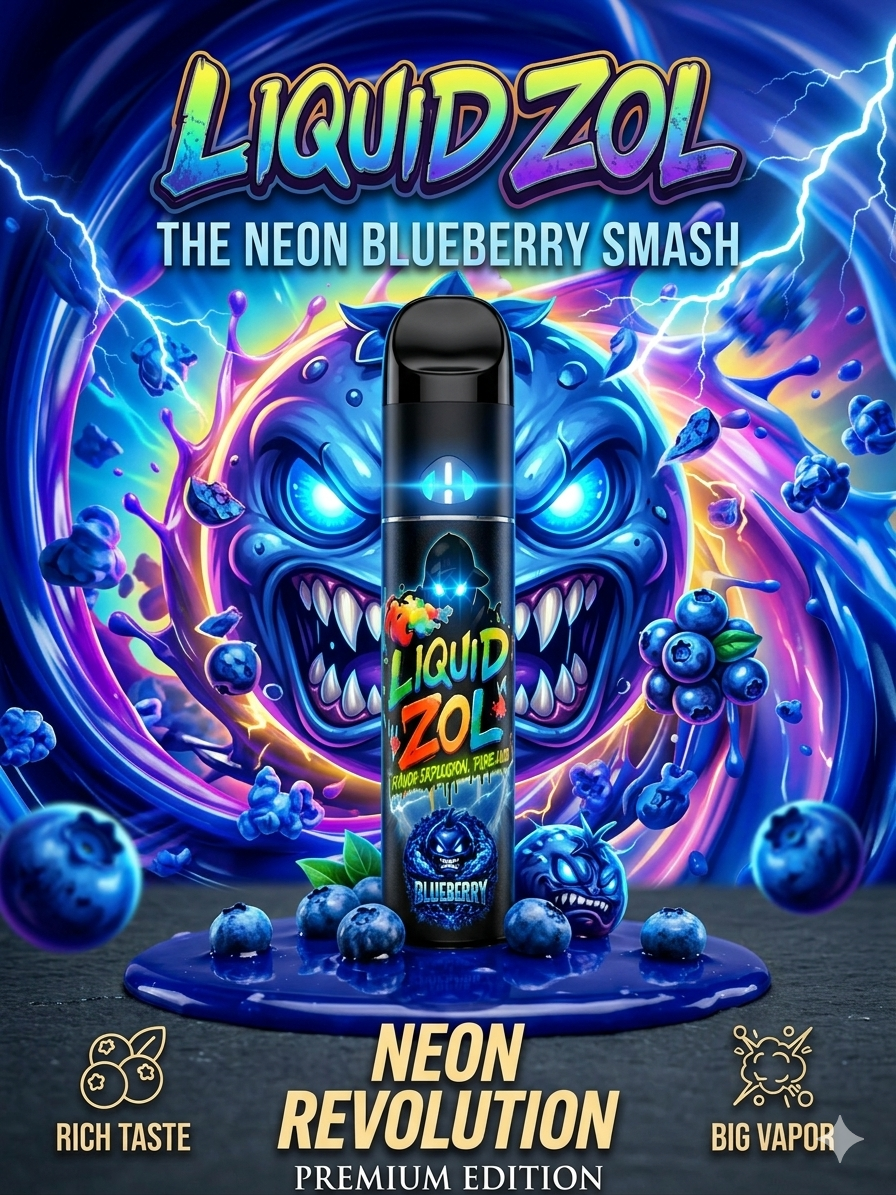 LIQUID ZOL
THE NEON BLUEBERRY SMASH
LIQUID
ZOL
BLUEBERRY
NEON
REVOLUTION
PREMIUM EDITION
RICH TASTE
BIG VAPOR